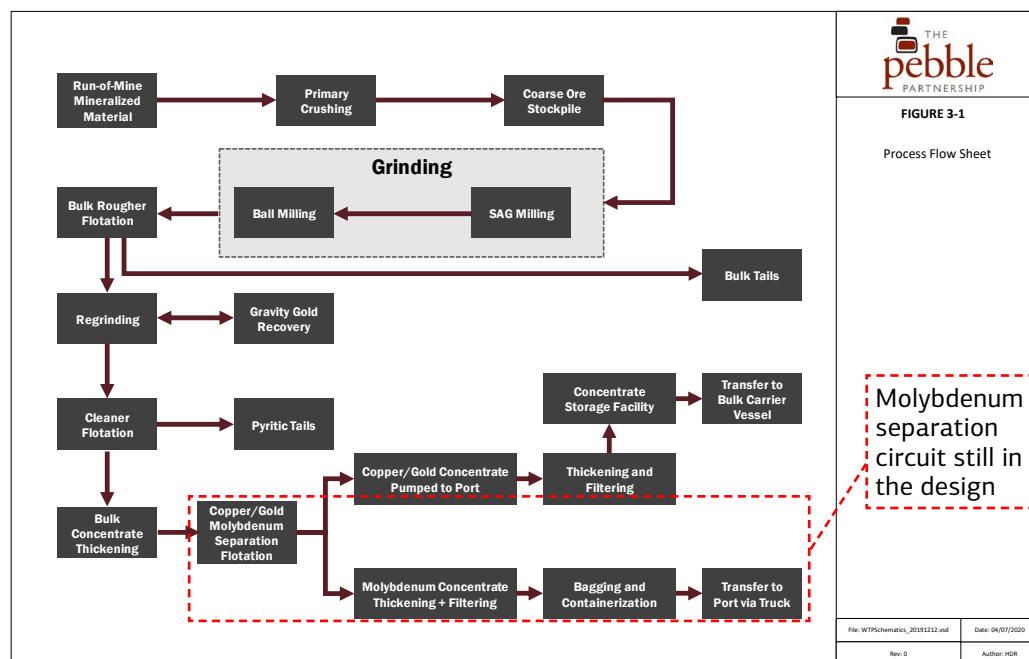 THE
pebble
PARTNERSHIP
FIGURE 3-1
Process Flow Sheet
Run-of-Mine
Mineralized
Material
Primary
Crushing
Coarse Ore
Stockpile
Grinding
Bulk Rougher
Flotation
Ball Milling
SAG Milling
Bulk Tails
Regrinding
Gravity Gold
Recovery
Cleaner
Flotation
Pyritic Tails
Concentrate
Storage Facility
Transfer to
Bulk Carrier
Vessel
Copper/Gold Concentrate
Pumped to Port
Thickening and
Filtering
Bulk
Concentrate
Thickening
Copper/Gold
Molybdenum
Separation
Flotation
Molybdenum Concentrate
Thickening + Filtering
Bagging and
Containerization
Transfer to
Port via Truck
Molybdenum
separation
circuit still in
the design
File: WTPSchematics_20191212.vsd
Date: 04/07/2020
Rev: 0
Author: HDR